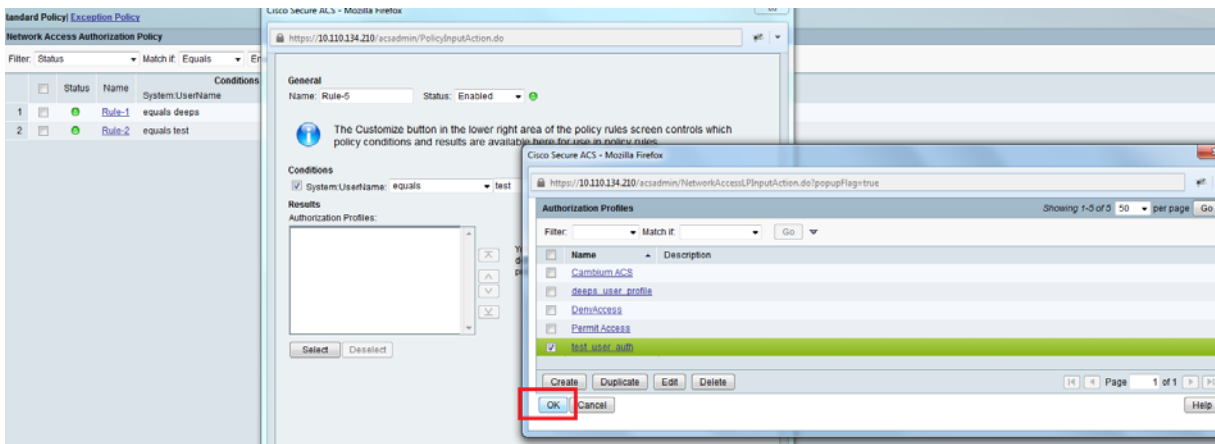 tandard Policy| Exception Policy
Network Access Authorization Policy
Filter: Status Match if: Equals En
Status Name Conditions
System:UserName
1 Rule-1 equals deeps
2 Rule-2 equals test
Cisco Secure ACS - Mozilla Firefox
https://10.110.134.210/acsadmin/PolicyInputAction.do
General
Name: Rule-5 Status: Enabled
The Customize button in the lower right area of the policy rules screen controls which
policy conditions and results are available here for use in policy rules.
Conditions
System:UserName: equals test
Results
Authorization Profiles:
Select Deselect
Cisco Secure ACS - Mozilla Firefox
https://10.110.134.210/acsadmin/NetworkAccessLPInputAction.do?popupFlag=true
Authorization Profiles Showing 1-5 of 5 50 per page Go
Filter: Match if: Go
Name Description
Cambium ACS
deeps_user_profile
DenyAccess
Permit Access
test_user_auth
Create Duplicate Edit Delete Page 1 of 1
OK Cancel Help